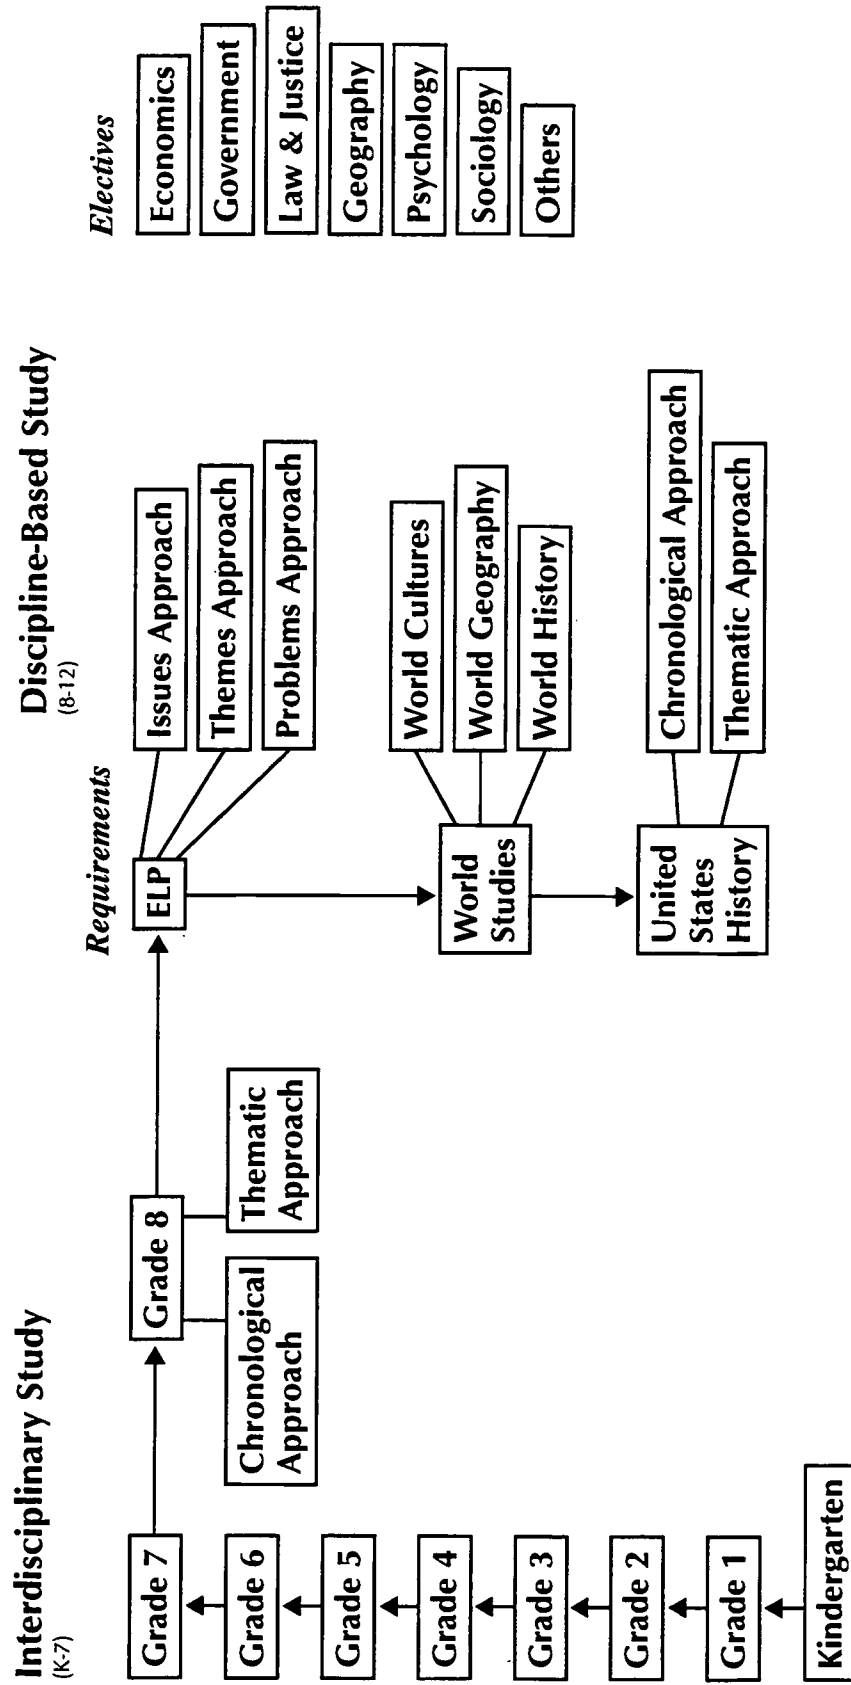 Interdisciplinary Study
(K-7)
Discipline-Based Study
(8-12)
Requirements
Electives
Grade 7
Grade 6
Grade 5
Grade 4
Grade 3
Grade 2
Grade 1
Kindergarten
Grade 8
Chronological
Approach
Thematic
Approach
ELP
Issues Approach
Themes Approach
Problems Approach
World
Studies
World Cultures
World Geography
World History
United
States
History
Chronological Approach
Thematic Approach
Economics
Government
Law & Justice
Geography
Psychology
Sociology
Others